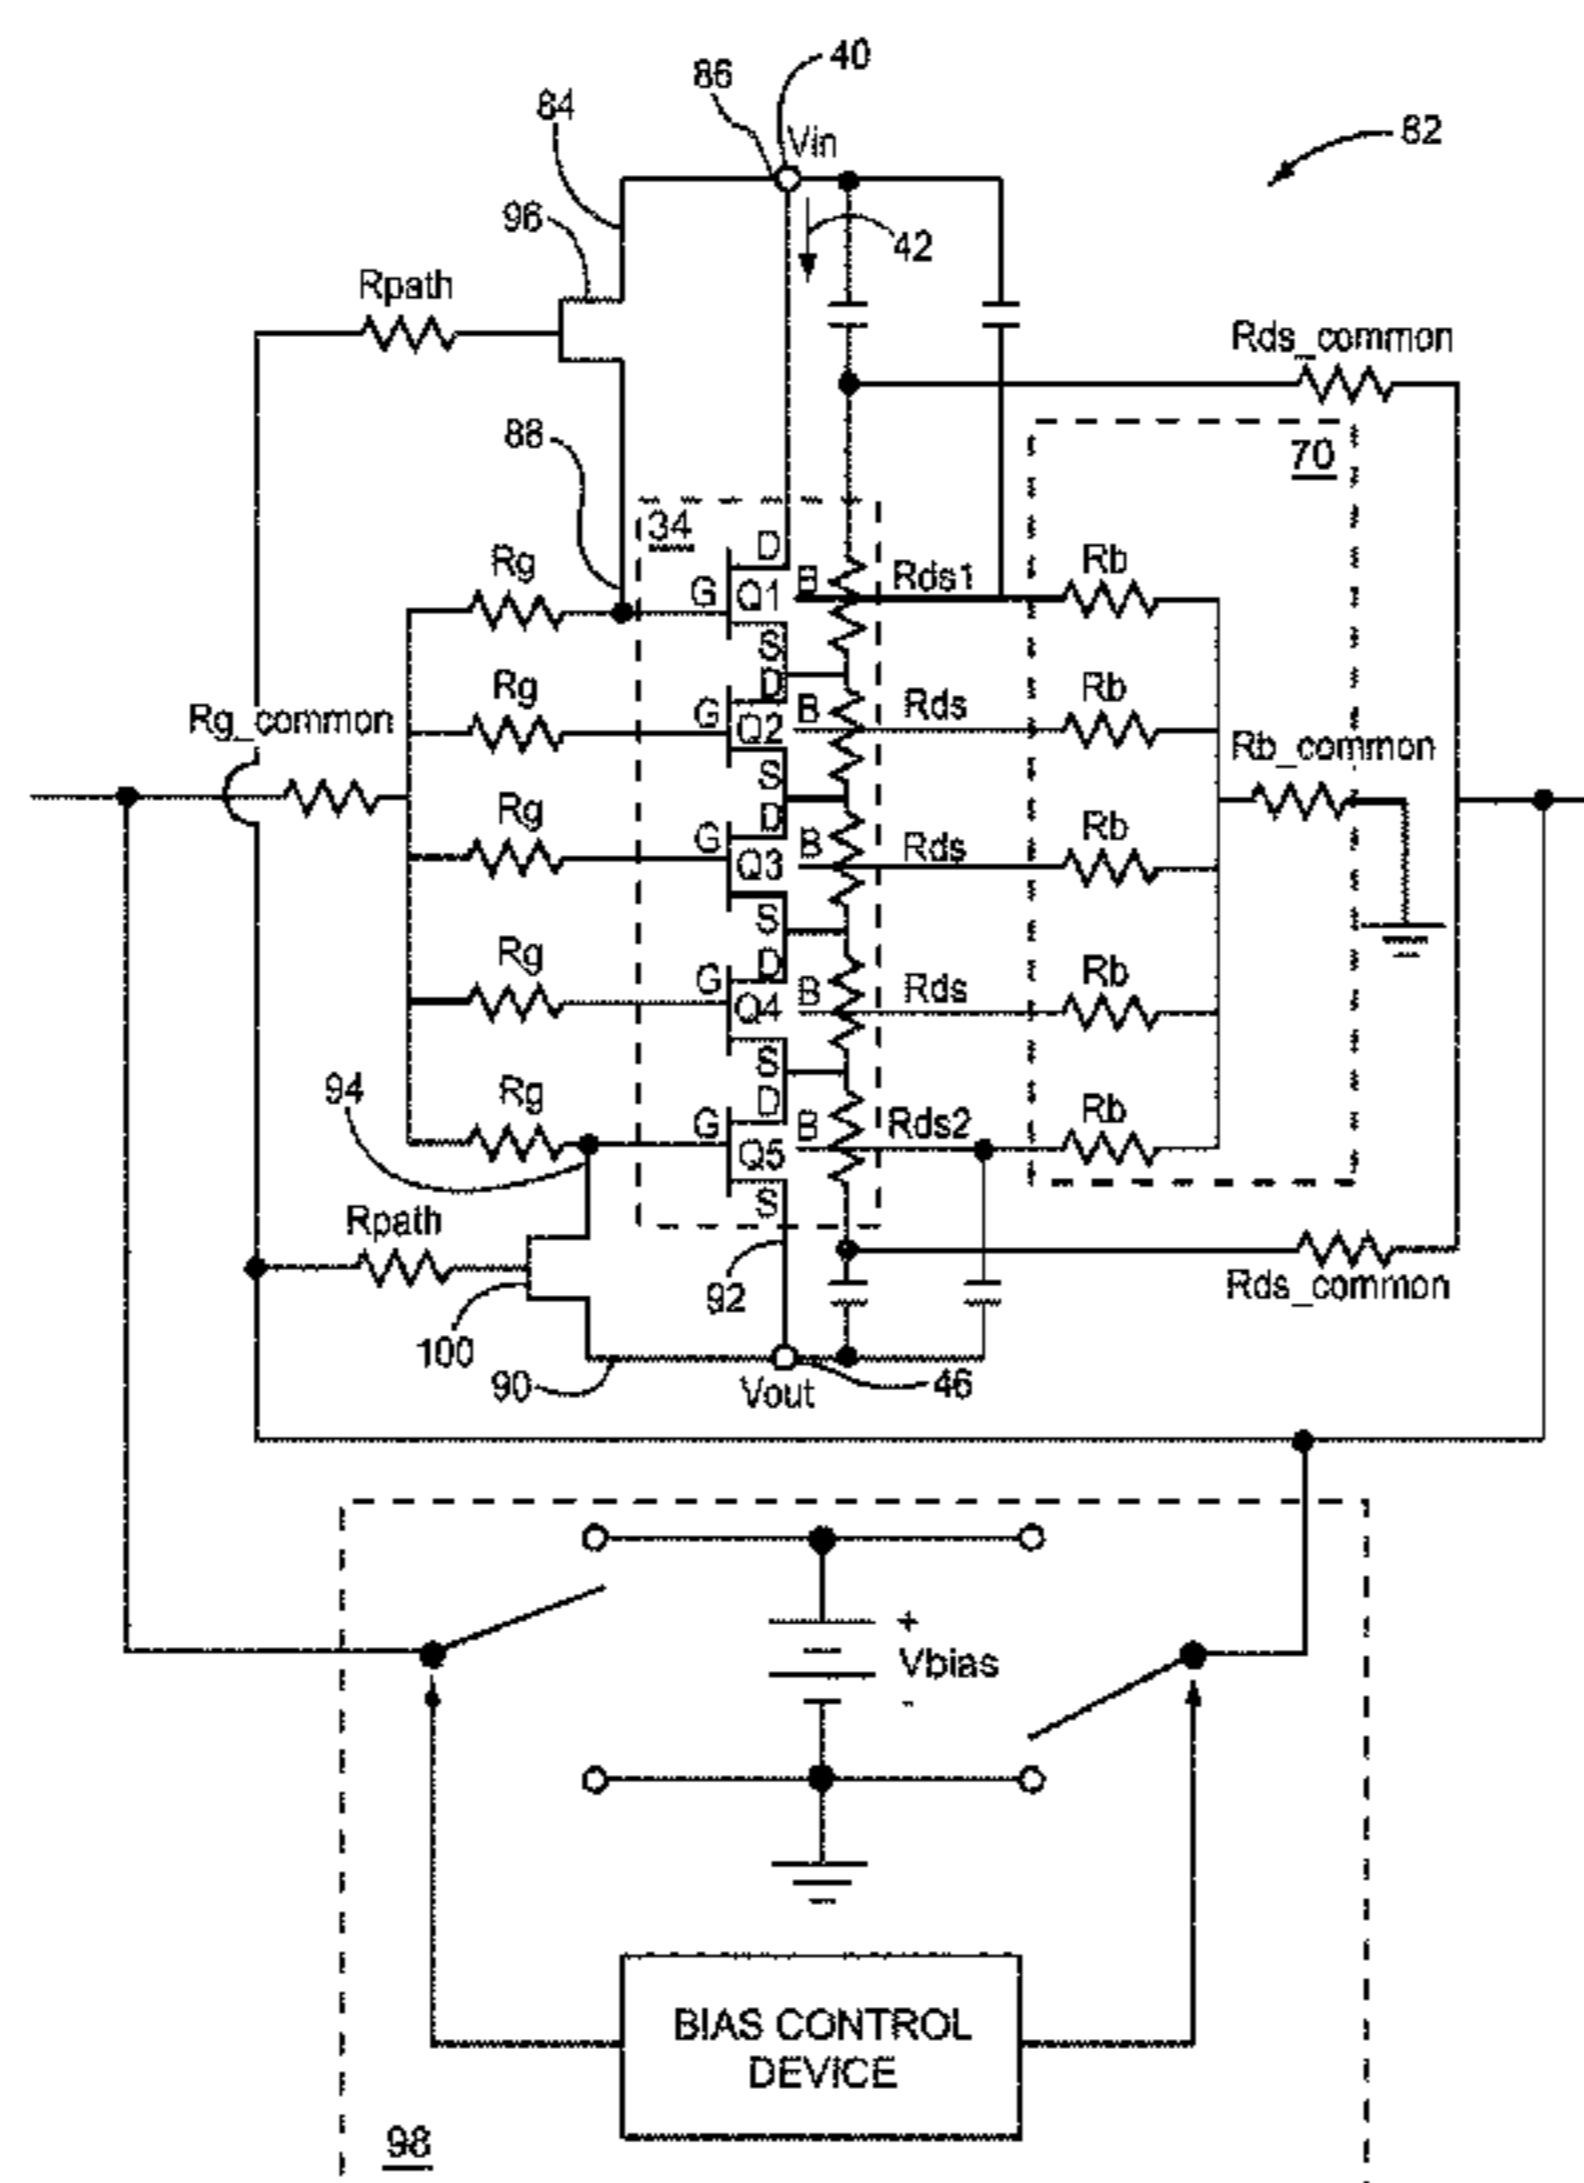 40
86
84
Vin
82
96
42
Rpath
Rds_common
88
70
34
D
Rg
B
Rds1
Rb
G
Q1
S
D
Rg
G
Q2
B
Rds
Rb
Rg_common
S
Rb_common
D
Rg
G
Q3
B
Rds
Rb
S
D
Rg
G
Q4
B
Rds
Rb
S
94
Rg
D
G
Q5
B
Rds2
Rb
S
Rpath
92
Rds_common
100
90
Vout
46
+
Vbias
-
BIAS CONTROL
DEVICE
98